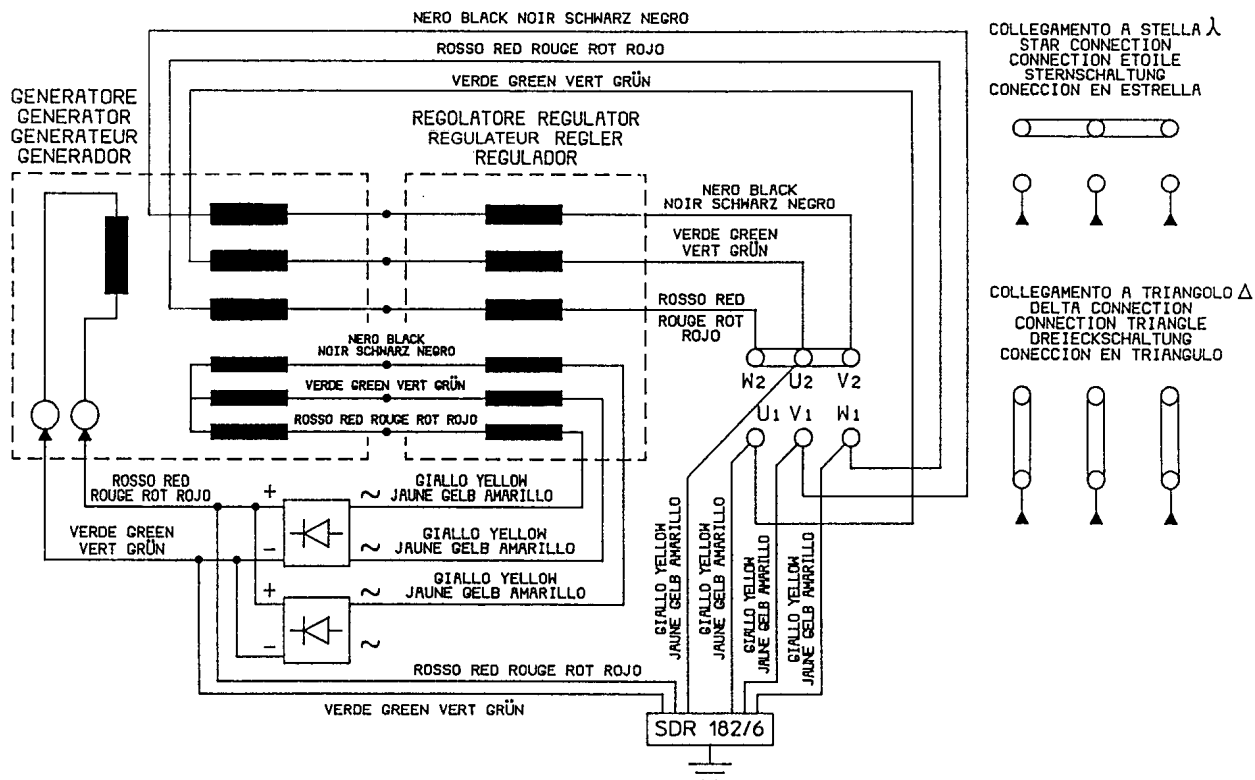 NERO BLACK NOIR SCHWARZ NEGRO
ROSSO RED ROUGE ROT ROJO
VERDE GREEN VERT GRÜN
COLLEGAMENTO A STELLA ⅄
STAR CONNECTION
CONNECTION ETOILE
STERNSCHALTUNG
CONECCION EN ESTRELLA
GENERATORE
GENERATOR
GENERATEUR
GENERADOR
REGOLATORE REGULATOR
REGULATEUR REGLER
REGULADOR
NERO BLACK
NOIR SCHWARZ NEGRO
VERDE GREEN
VERT GRÜN
ROSSO RED
ROUGE ROT
ROJO
COLLEGAMENTO A TRIANGOLO Δ
DELTA CONNECTION
CONNECTION TRIANGLE
DREIECKSCHALTUNG
CONECCION EN TRIANGULO
NERO BLACK
NOIR SCHWARZ NEGRO
VERDE GREEN VERT GRÜN
ROSSO RED ROUGE ROT ROJO
W2 U2 V2
U1 V1 W1
ROSSO RED
ROUGE ROT ROJO
+ ~
GIALLO YELLOW
JAUNE GELB AMARILLO
VERDE GREEN
VERT GRÜN
- ~
GIALLO YELLOW
JAUNE GELB AMARILLO
+ ~
GIALLO YELLOW
JAUNE GELB AMARILLO
- ~
GIALLO YELLOW
JAUNE GELB AMARILLO
GIALLO YELLOW
JAUNE GELB AMARILLO
GIALLO YELLOW
JAUNE GELB AMARILLO
GIALLO YELLOW
JAUNE GELB AMARILLO
ROSSO RED ROUGE ROT ROJO
VERDE GREEN VERT GRÜN
SDR 182/6